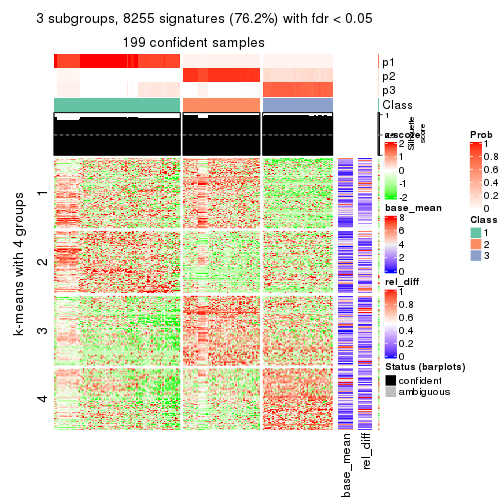 3 subgroups, 8255 signatures (76.2%) with fdr < 0.05
199 confident samples
p1
p2
p3
Class
1
Silhouette
score
k-means with 4 groups
1
2
3
4
base_mean
rel_diff
z-score
2
1
0
-1
-2
base_mean
8
6
4
2
0
rel_diff
1
0.8
0.6
0.4
0.2
0
Status (barplots)
confident
ambiguous
Prob
1
0.8
0.6
0.4
0.2
0
Class
1
2
3